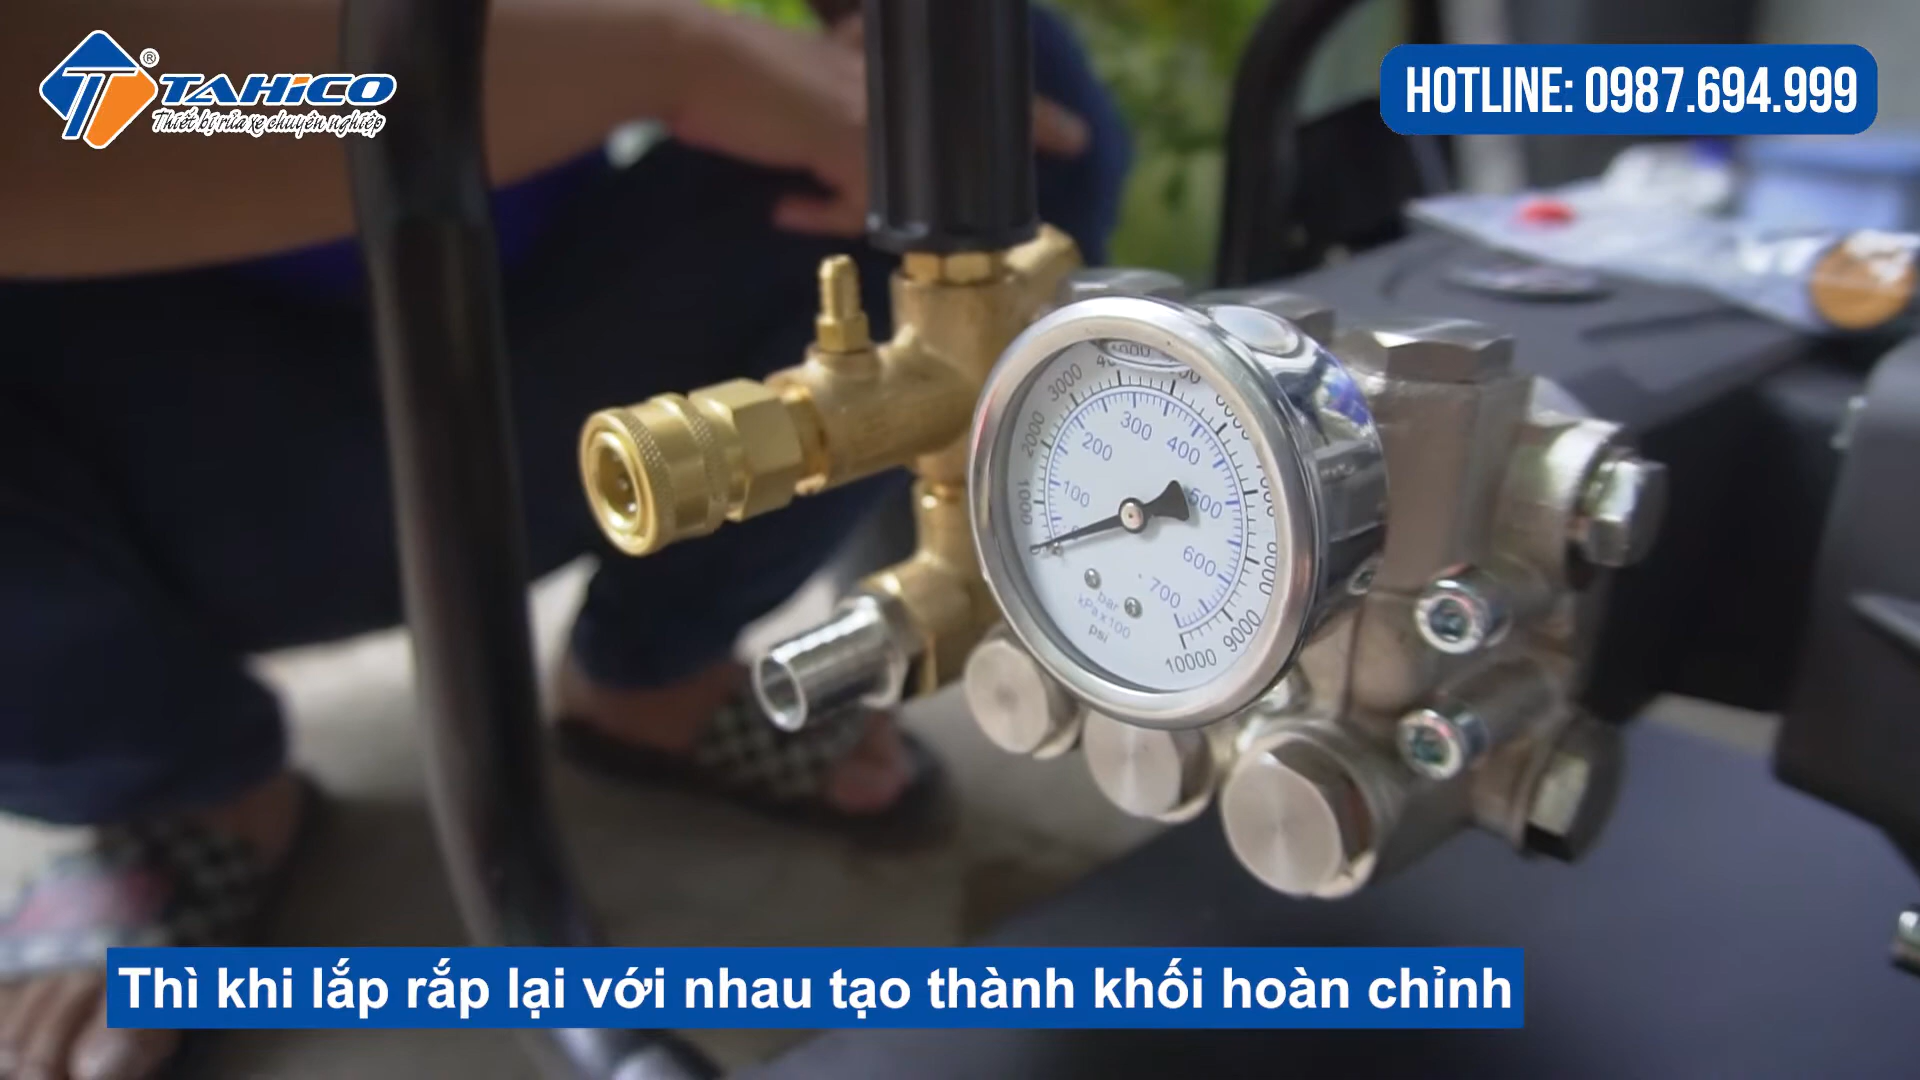 TAHICO®
Thiết bị rửa xe chuyên nghiệp
HOTLINE: 0987.694.999
1000
2000
3000
9000
10000
100
200
300
400
500
600
700
bar
kPa x100
psi
Thì khi lắp rắp lại với nhau tạo thành khối hoàn chỉnh